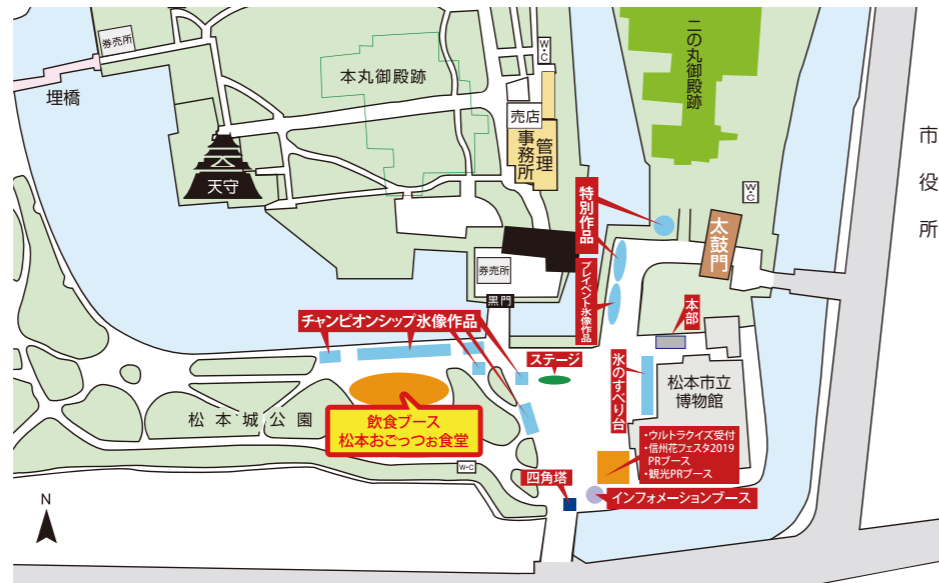 券売所
埋橋
本丸御殿跡
W・C
売店
管理
事務所
二の丸御殿跡
市役所
天守
特別作品
W・C
太鼓門
券売所
プレイベント氷像作品
黒門
本部
チャンピオンシップ氷像作品
ステージ
氷のすべり台
松本市立
博物館
松本城公園
飲食ブース
松本おごっつぉ食堂
・ウルトラクイズ受付
・信州花フェスタ2019
PRブース
・観光PRブース
W・C
四角塔
インフォメーションブース
N